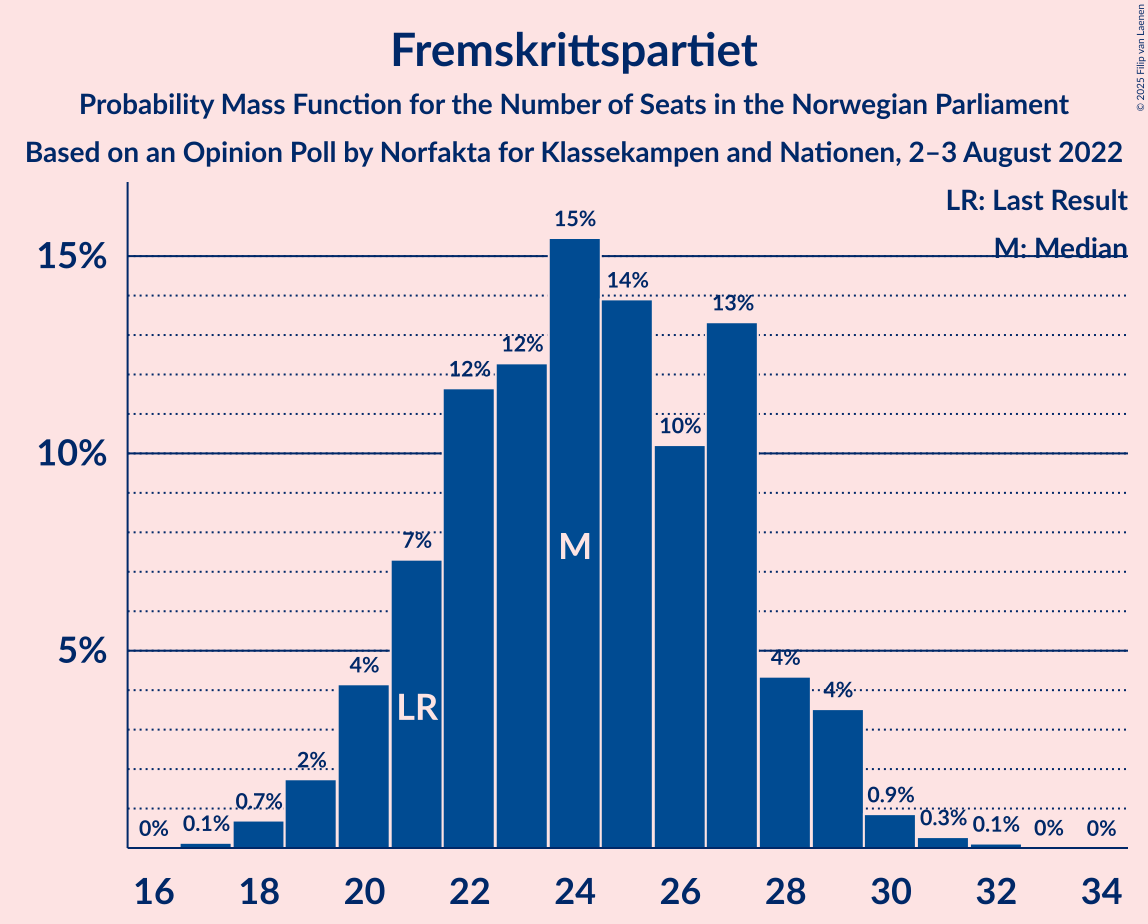 Fremskrittspartiet
Probability Mass Function for the Number of Seats in the Norwegian Parliament
Based on an Opinion Poll by Norfakta for Klassekampen and Nationen, 2–3 August 2022
© 2025 Filip van Laenen
LR: Last Result
M: Median
15%
10%
5%
0%
0.1%
0.7%
2%
4%
7%
12%
12%
15%
14%
10%
13%
4%
4%
0.9%
0.3%
0.1%
0%
0%
LR
M
16 18 20 22 24 26 28 30 32 34